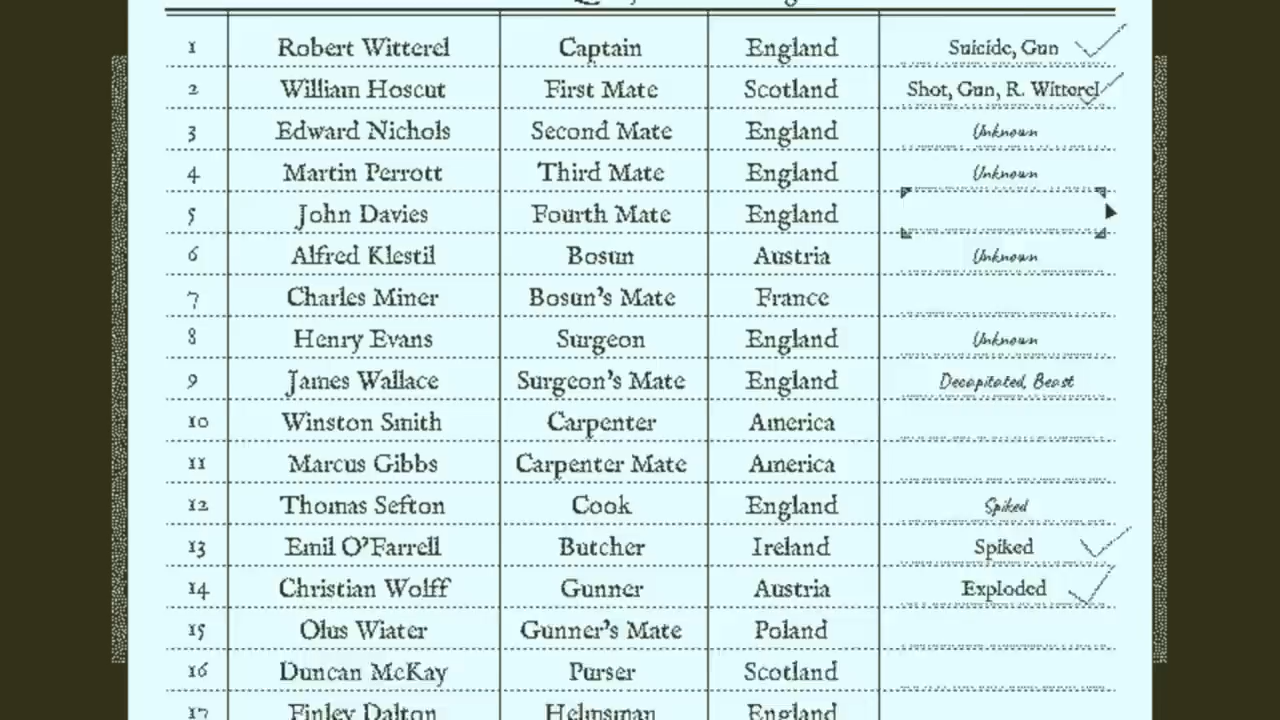 1 Robert Witterel Captain England Suicide, Gun
2 William Hoscut First Mate Scotland Shot, Gun, R. Witterel
3 Edward Nichols Second Mate England Unknown
4 Martin Perrott Third Mate England Unknown
5 John Davies Fourth Mate England
6 Alfred Klestil Bosun Austria Unknown
7 Charles Miner Bosun's Mate France
8 Henry Evans Surgeon England Unknown
9 James Wallace Surgeon's Mate England Decapitated, Beast
10 Winston Smith Carpenter America
11 Marcus Gibbs Carpenter Mate America
12 Thomas Sefton Cook England Spiked
13 Emil O'Farrell Butcher Ireland Spiked
14 Christian Wolff Gunner Austria Exploded
15 Olus Wiater Gunner's Mate Poland
16 Duncan McKay Purser Scotland
17 Finley Dalton Helmsman England